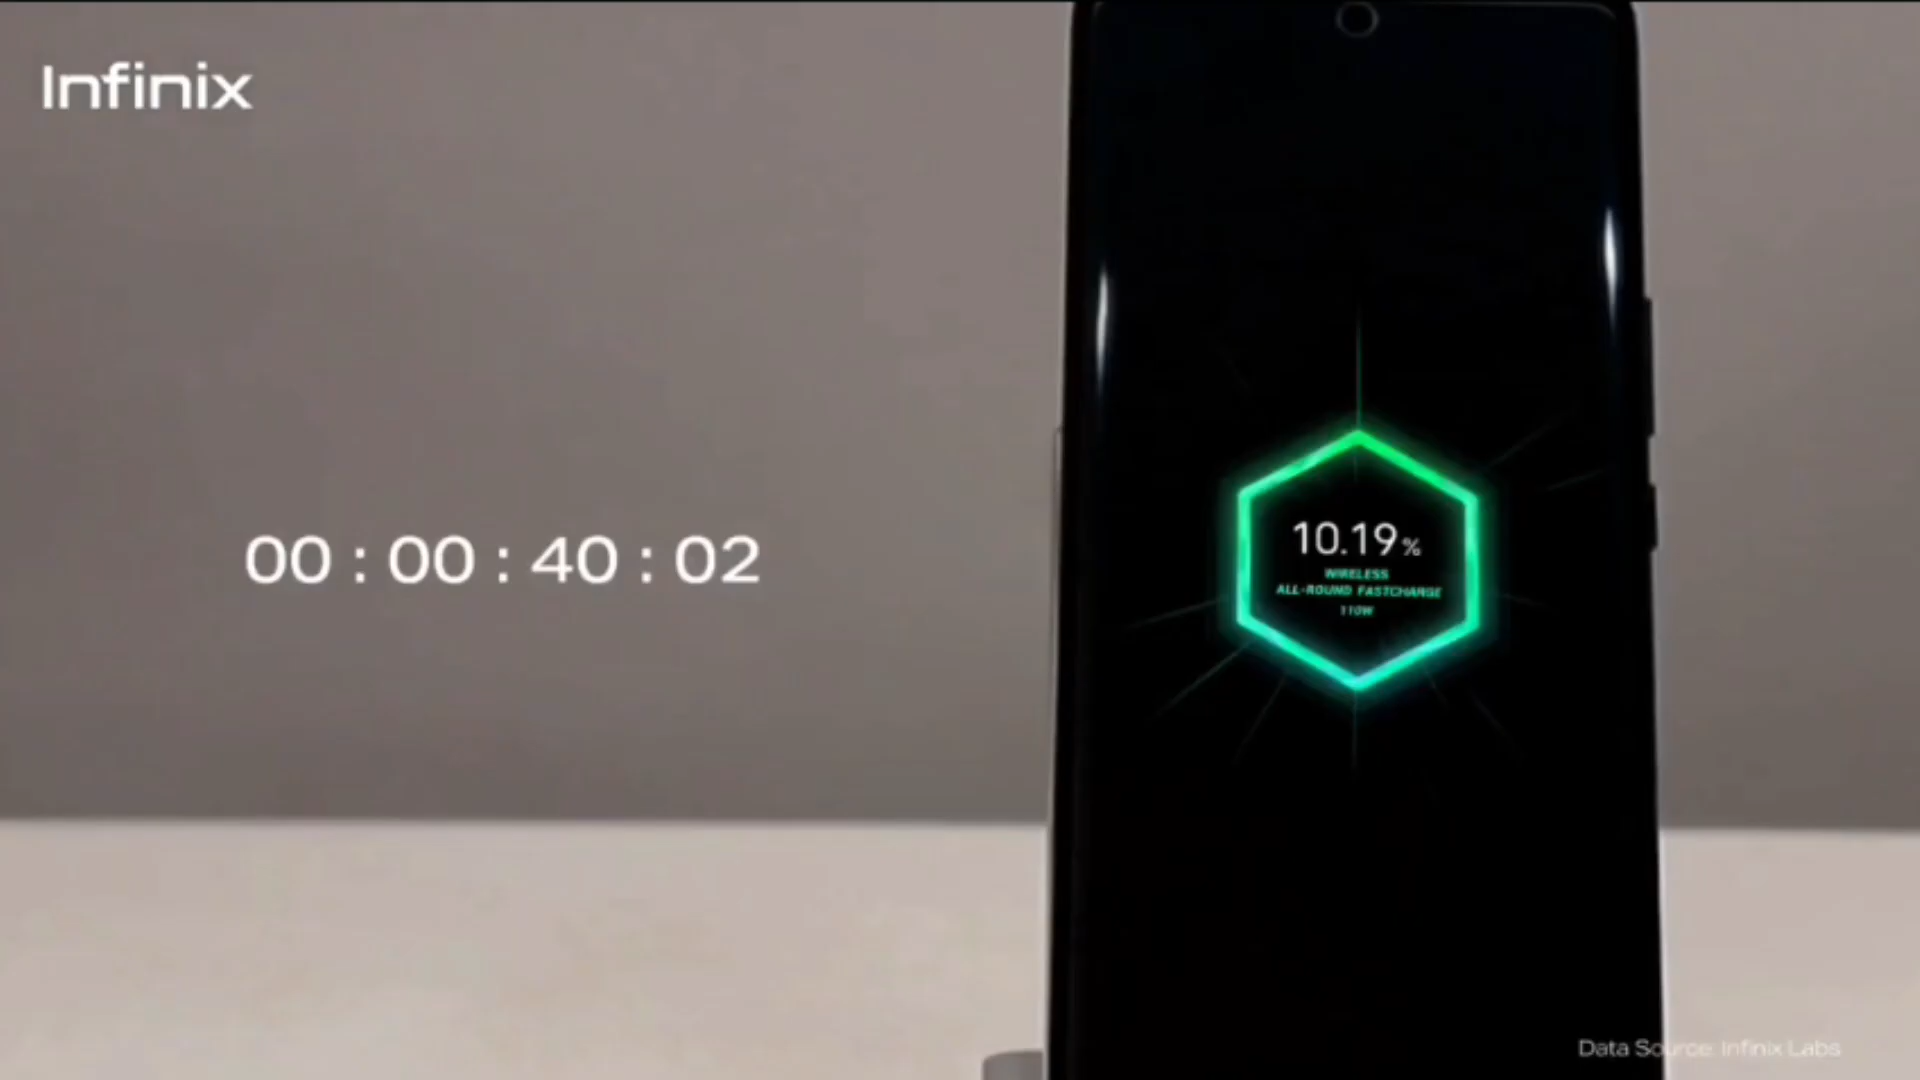 Infinix
00 : 00 : 40 : 02
10.19%
WIRELESS
ALL-ROUND FASTCHARGE
110W
Data Source: Infinix Labs